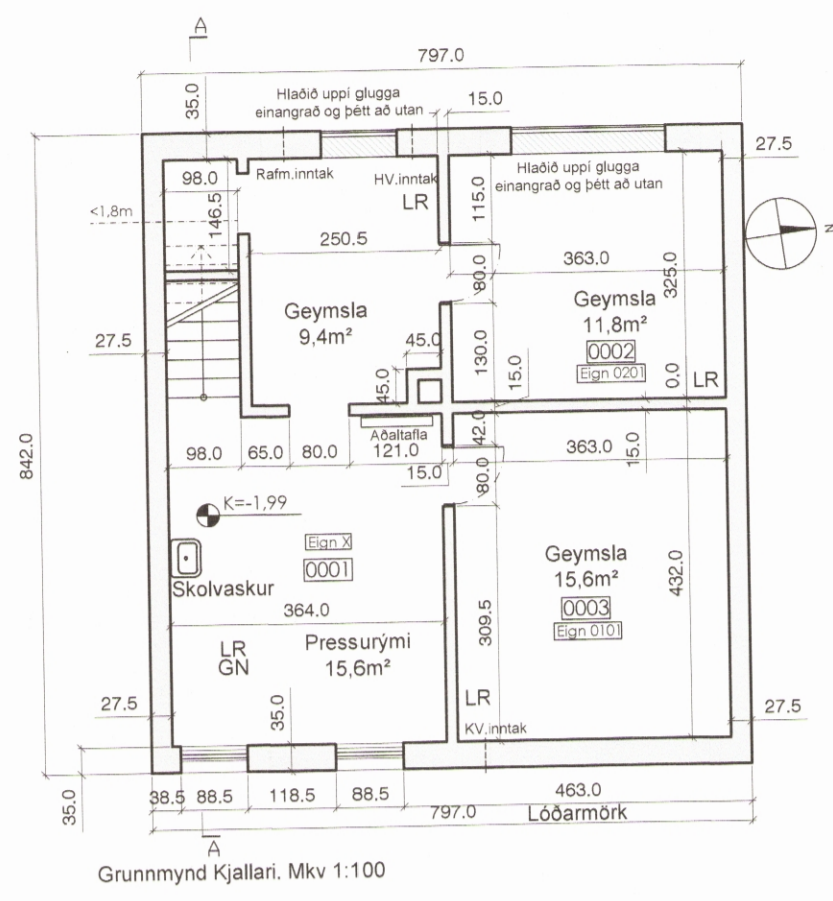 A
797.0
35.0
Hlaðið uppí glugga
einangrað og þétt að utan
15.0
27.5
Rafm.inntak
HV.inntak
LR
Hlaðið uppí glugga
einangrað og þétt að utan
98.0
146.5
<1,8m
115.0
250.5
80.0
363.0
325.0
N
Geymsla
9,4m²
Geymsla
11,8m²
0002
Eign 0201
LR
0.0
27.5
45.0
45.0
130.0
15.0
Aðaltafla
42.0
842.0
98.0
65.0
80.0
121.0
15.0
80.0
363.0
15.0
K=-1,99
Eign X
0001
Skolvaskur
Geymsla
15,6m²
0003
Eign 0101
432.0
364.0
309.5
LR
GN
Pressurými
15,6m²
LR
KV.inntak
27.5
35.0
27.5
35.0
38.5
88.5
118.5
88.5
463.0
797.0
Lóðarmörk
A
Grunnmynd Kjallari. Mkv 1:100